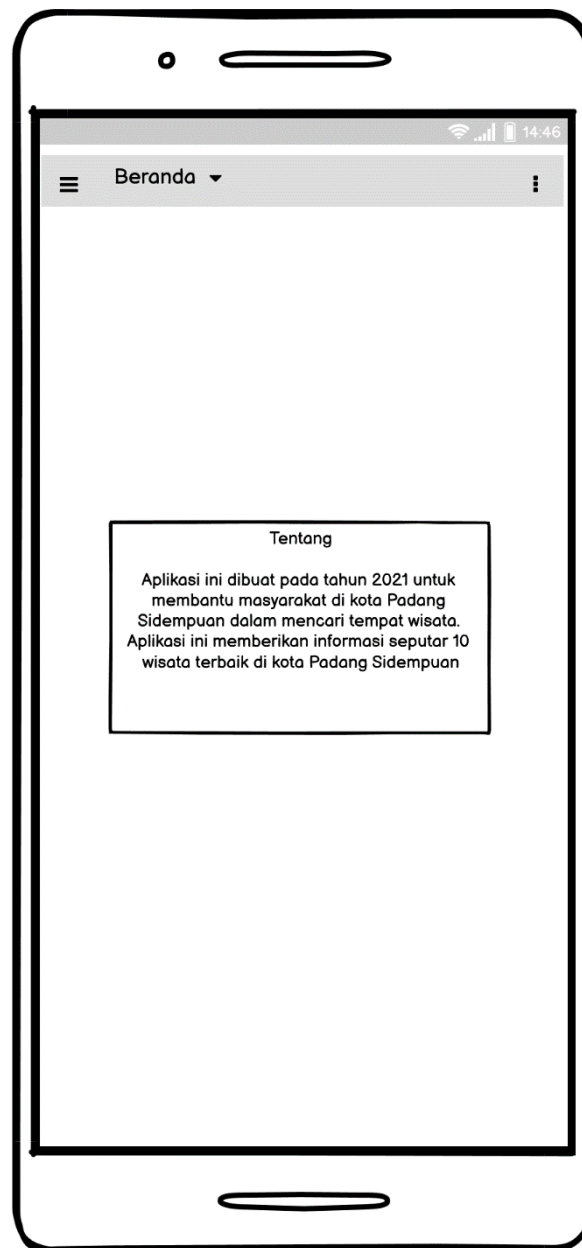 14:46
Beranda
Tentang
Aplikasi ini dibuat pada tahun 2021 untuk
membantu masyarakat di kota Padang
Sidempuan dalam mencari tempat wisata.
Aplikasi ini memberikan informasi seputar 10
wisata terbaik di kota Padang Sidempuan